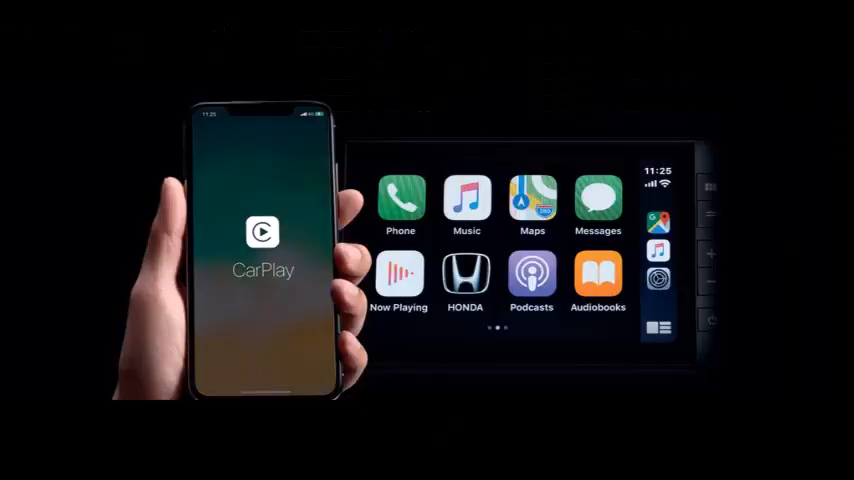 11:25
CarPlay
11:25
Phone
Music
Maps
Messages
Now Playing
HONDA
Podcasts
Audiobooks